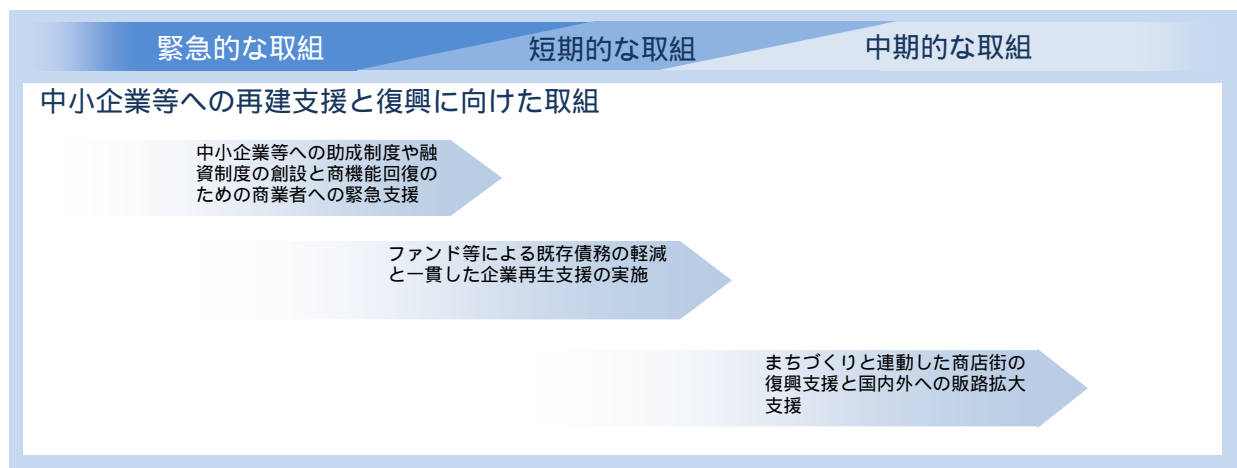 緊急的な取組
短期的な取組
中期的な取組
中小企業等への再建支援と復興に向けた取組
中小企業等への助成制度や融
資制度の創設と商機能回復の
ための商業者への緊急支援
ファンド等による既存債務の軽減
と一貫した企業再生支援の実施
まちづくりと連動した商店街の
復興支援と国内外への販路拡大
支援